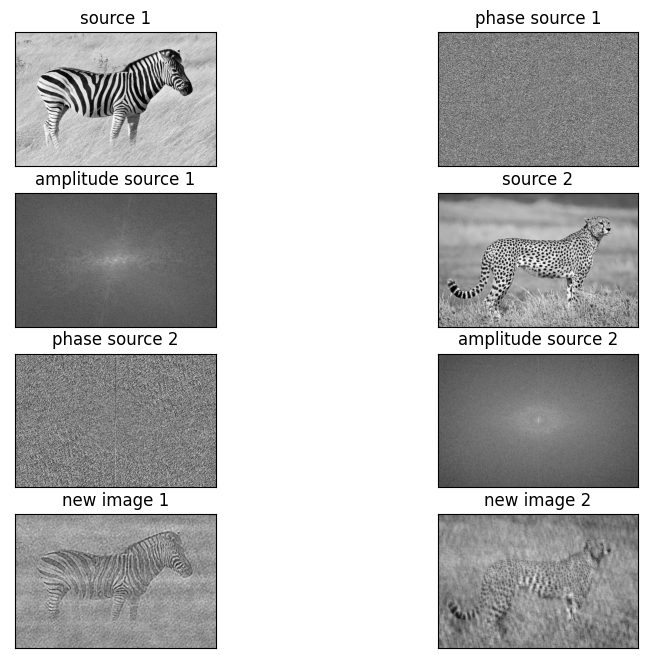 source 1
phase source 1
amplitude source 1
source 2
phase source 2
amplitude source 2
new image 1
new image 2